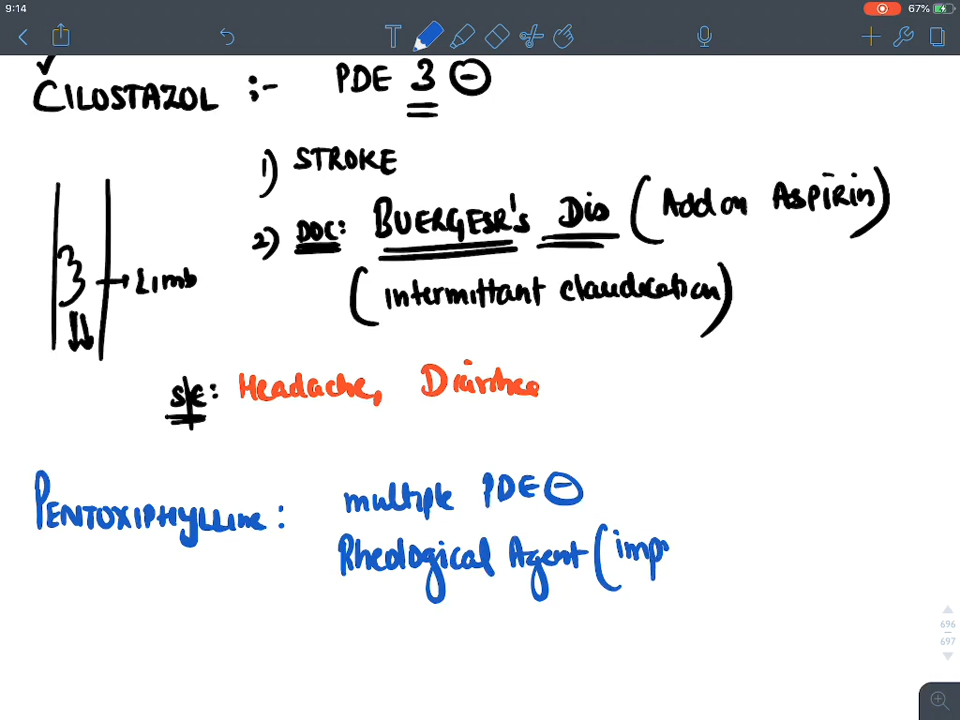 9:14
67%
T
CILOSTAZOL :- PDE 3 ⊖
1) STROKE
2) DOC: BUERGESR's Dis (Add on ASPIRin)
(intermittant claudication)
3 → Limb
S/E: Headache, Diarrhea
PENTOXIPHYLLine: multiple PDE ⊖
Rheological Agent (imp
696
697